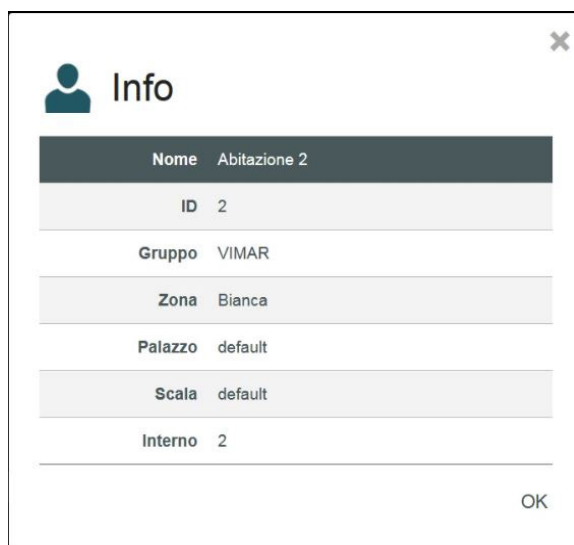 Info
Nome Abitazione 2
ID 2
Gruppo VIMAR
Zona Bianca
Palazzo default
Scala default
Interno 2
OK